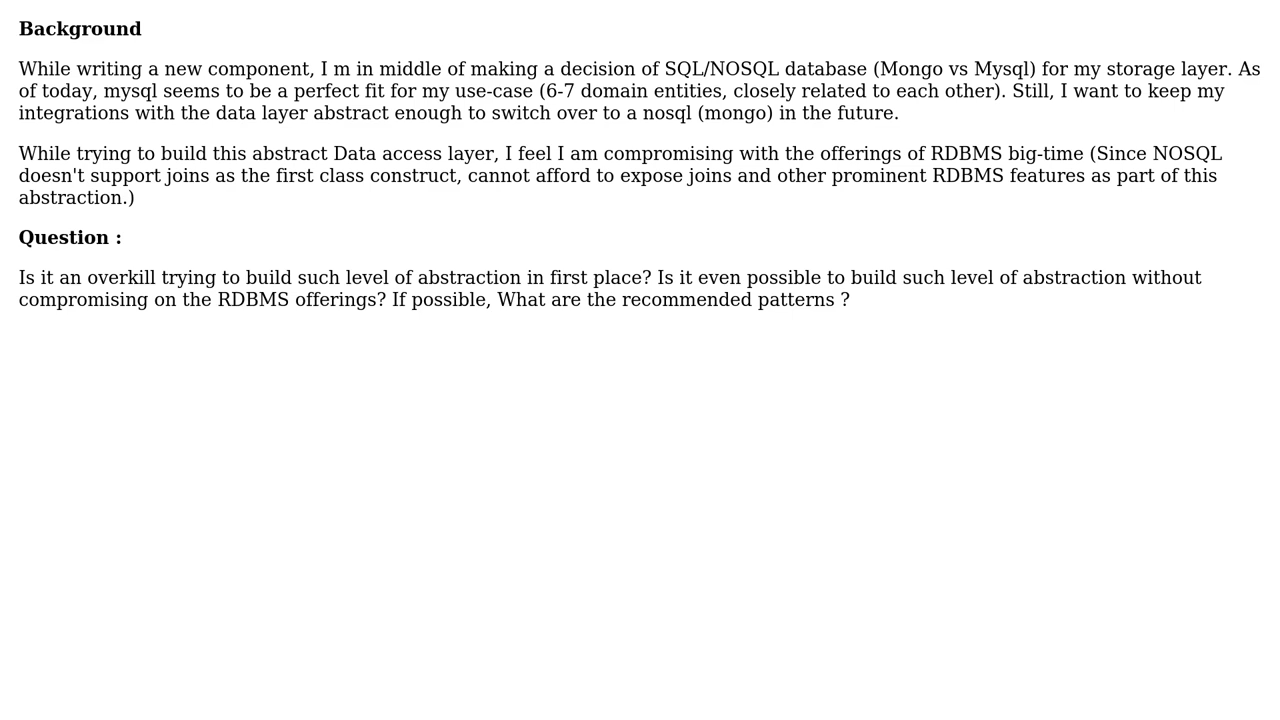 Background
While writing a new component, I m in middle of making a decision of SQL/NOSQL database (Mongo vs Mysql) for my storage layer. As
of today, mysql seems to be a perfect fit for my use-case (6-7 domain entities, closely related to each other). Still, I want to keep my
integrations with the data layer abstract enough to switch over to a nosql (mongo) in the future.
While trying to build this abstract Data access layer, I feel I am compromising with the offerings of RDBMS big-time (Since NOSQL
doesn't support joins as the first class construct, cannot afford to expose joins and other prominent RDBMS features as part of this
abstraction.)
Question :
Is it an overkill trying to build such level of abstraction in first place? Is it even possible to build such level of abstraction without
compromising on the RDBMS offerings? If possible, What are the recommended patterns ?